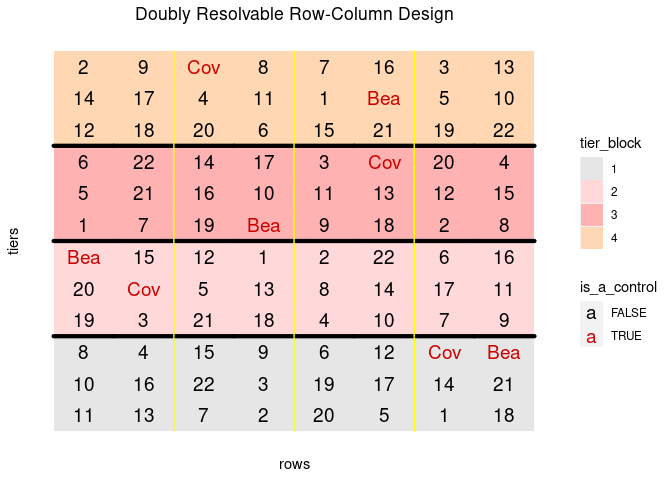 Doubly Resolvable Row-Column Design
2 9 Cov 8 7 16 3 13
14 17 4 11 1 Bea 5 10
12 18 20 6 15 21 19 22
6 22 14 17 3 Cov 20 4
5 21 16 10 11 13 12 15
1 7 19 Bea 9 18 2 8
Bea 15 12 1 2 22 6 16
20 Cov 5 13 8 14 17 11
19 3 21 18 4 10 7 9
8 4 15 9 6 12 Cov Bea
10 16 22 3 19 17 14 21
11 13 7 2 20 5 1 18
tiers
rows
tier_block
1
2
3
4
is_a_control
a FALSE
a TRUE